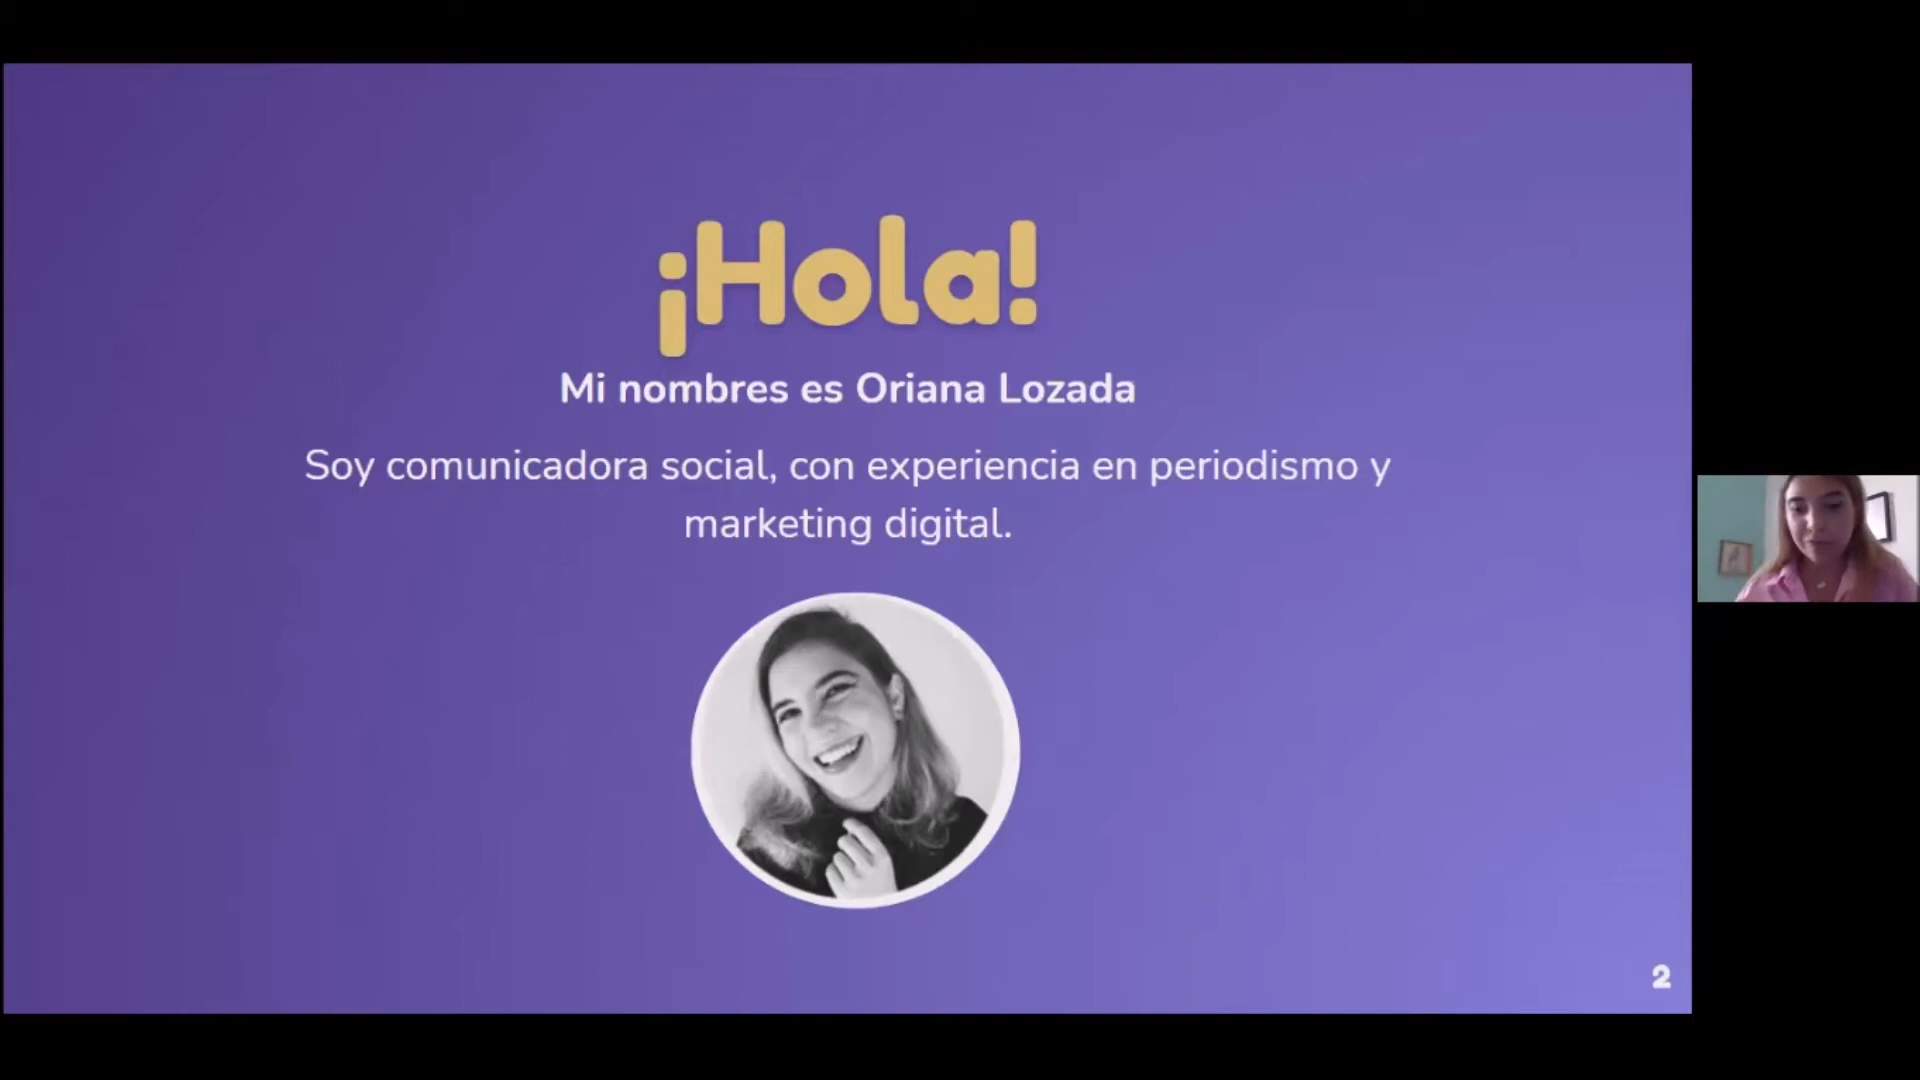 ¡Hola!
Mi nombres es Oriana Lozada
Soy comunicadora social, con experiencia en periodismo y
marketing digital.
2